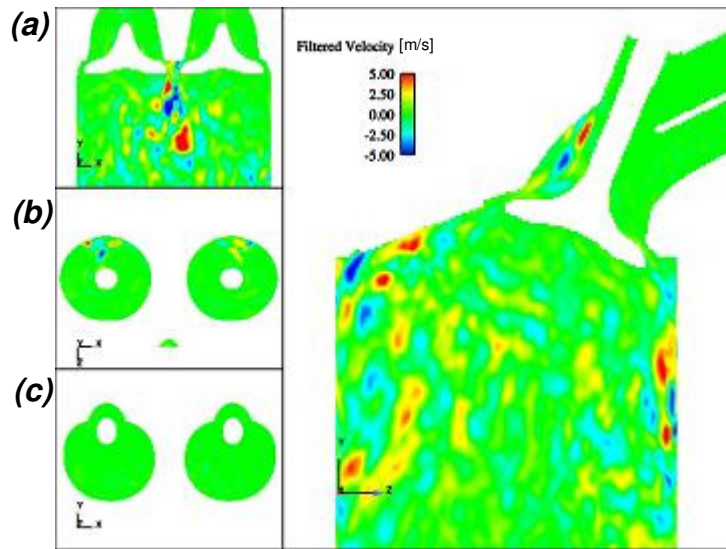 (a)
Filtered Velocity [m/s]
5.00
2.50
0.00
-2.50
-5.00
Y
Z X
(b)
Y X
Z
(c)
Y
Z X
Y
X Z